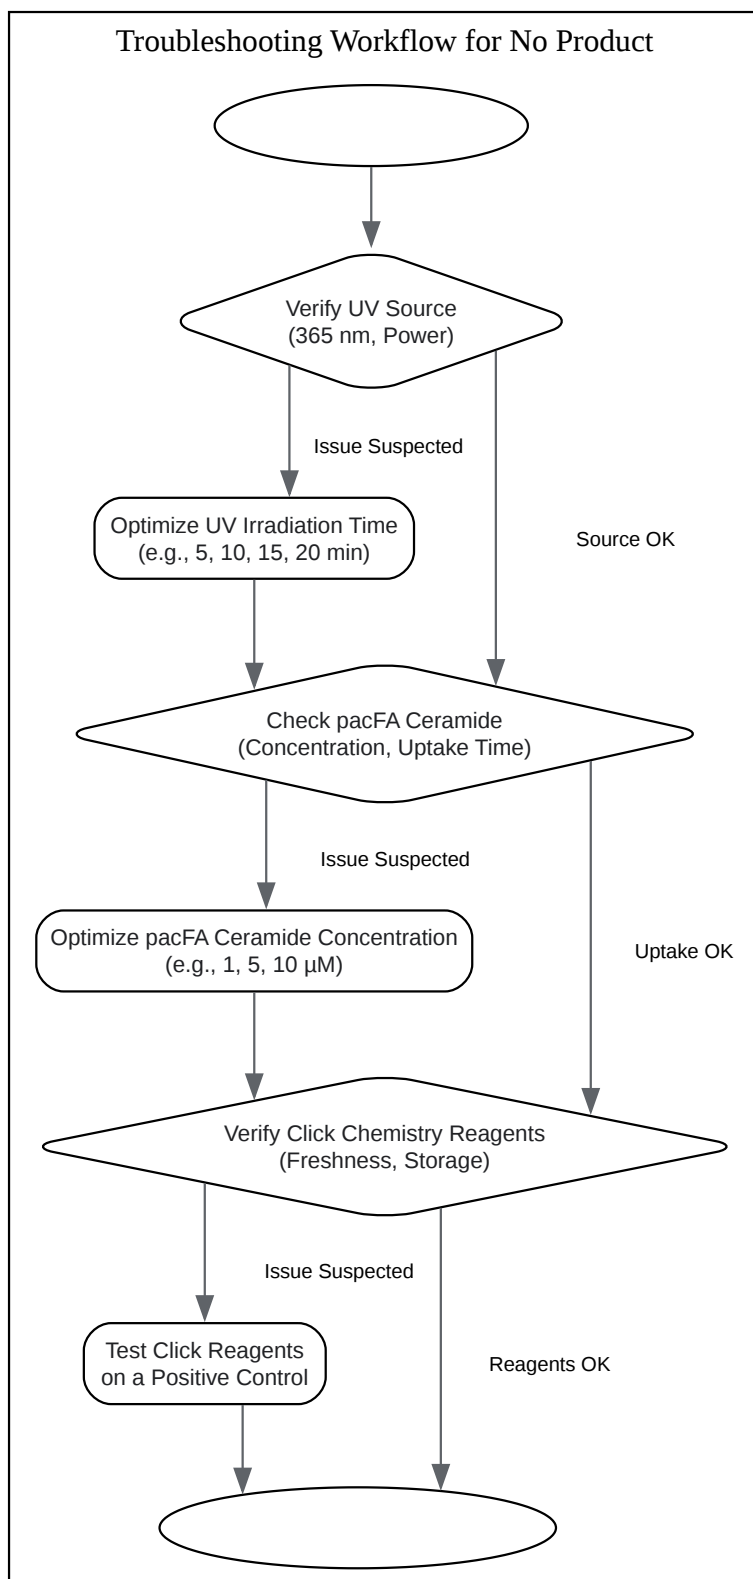 Troubleshooting Workflow for No Product
Verify UV Source
(365 nm, Power)
Issue Suspected
Optimize UV Irradiation Time
(e.g., 5, 10, 15, 20 min)
Source OK
Check pacFA Ceramide
(Concentration, Uptake Time)
Issue Suspected
Optimize pacFA Ceramide Concentration
(e.g., 1, 5, 10 µM)
Uptake OK
Verify Click Chemistry Reagents
(Freshness, Storage)
Issue Suspected
Test Click Reagents
on a Positive Control
Reagents OK